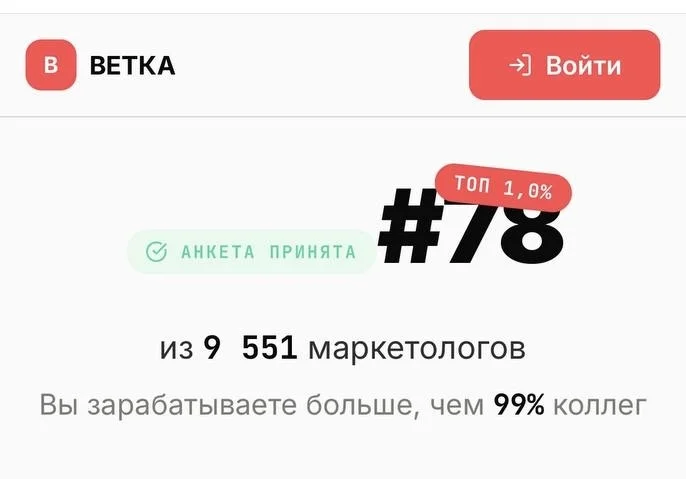 В ВЕТКА
Войти
ТОП 1,0%
АНКЕТА ПРИНЯТА
#78
из 9 551 маркетологов
Вы зарабатываете больше, чем 99% коллег